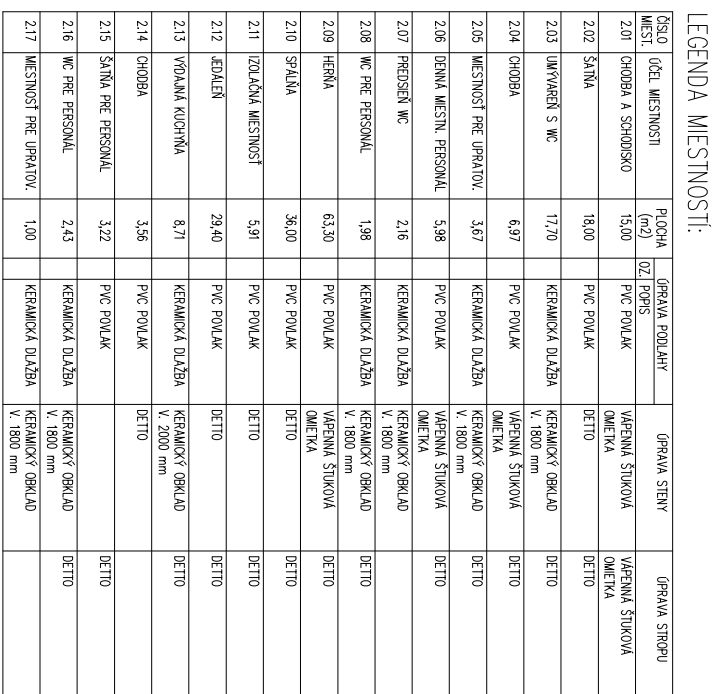 LEGENDA MIESTNOSTÍ:
ČÍSLO MIEST. ÚČEL MIESTNOSTI PLOCHA (m2) ÚPRAVA PODLAHY ÚPRAVA STENY ÚPRAVA STROPU
OZ. POPIS
2.01 CHODBA A SCHODISKO 15,00 PVC POVLAK VÁPENNÁ ŠTUKOVÁ VÁPENNÁ ŠTUKOVÁ
OMIETKA OMIETKA
2.02 ŠATŇA 18,00 PVC POVLAK DETTO DETTO
2.03 UMÝVAREŇ S WC 17,70 KERAMICKÁ DLAŽBA KERAMICKÝ OBKLAD DETTO
V. 1800 mm
2.04 CHODBA 6,97 PVC POVLAK VÁPENNÁ ŠTUKOVÁ
OMIETKA
2.05 MIESTNOSŤ PRE UPRATOV. 3,67 KERAMICKÁ DLAŽBA KERAMICKÝ OBKLAD
V. 1800 mm
2.06 DENNÁ MIESTN. PERSONÁL 5,98 PVC POVLAK VÁPENNÁ ŠTUKOVÁ DETTO
OMIETKA
2.07 PREDSIEŇ WC 2,16 KERAMICKÁ DLAŽBA KERAMICKÝ OBKLAD
V. 1800 mm
2.08 WC PRE PERSONÁL 1,98 KERAMICKÁ DLAŽBA KERAMICKÝ OBKLAD DETTO
V. 1800 mm
2.09 HERŇA 63,30 PVC POVLAK VÁPENNÁ ŠTUKOVÁ DETTO
OMIETKA
2.10 SPÁLŇA 36,00 PVC POVLAK DETTO DETTO
2.11 IZOLAČNÁ MIESTNOSŤ 5,91 PVC POVLAK DETTO DETTO
2.12 JEDÁLEŇ 29,40 PVC POVLAK DETTO DETTO
2.13 VÝDAJNÁ KUCHYŇA 8,71 KERAMICKÁ DLAŽBA KERAMICKÝ OBKLAD DETTO
V. 2000 mm
2.14 CHODBA 3,56 PVC POVLAK DETTO
2.15 ŠATŇA PRE PERSONÁL 3,22 PVC POVLAK DETTO
2.16 WC PRE PERSONÁL 2,43 KERAMICKÁ DLAŽBA KERAMICKÝ OBKLAD DETTO
V. 1800 mm
2.17 MIESTNOSŤ PRE UPRATOV. 1,00 KERAMICKÁ DLAŽBA KERAMICKÝ OBKLAD
V. 1800 mm